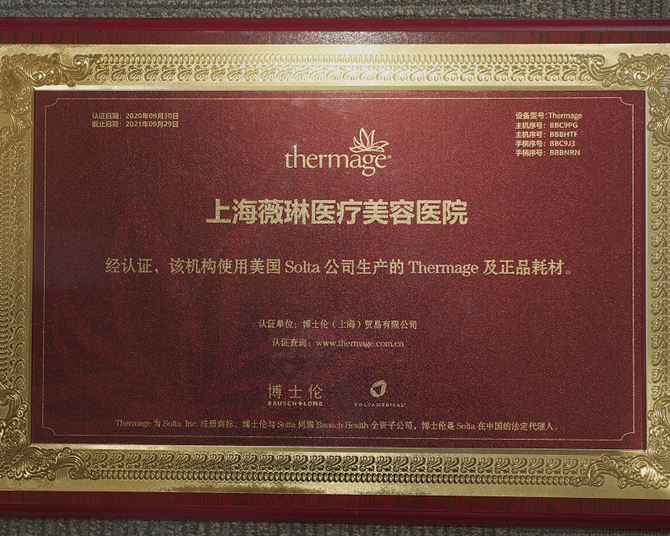 认证日期：2020年09月30日
截止日期：2021年09月29日
设备型号：Thermage
主机序号：BBC9PG
主机序号：BBBHTF
手柄序号：BBC9J3
手柄序号：BBBNRN
thermage®
上海薇琳医疗美容医院
经认证，该机构使用美国 Solta 公司生产的 Thermage 及正品耗材。
认证单位：博士伦（上海）贸易有限公司
认证查询：www.thermage.com.cn
博士伦
BAUSCH+LOMB
SOLTAMEDICAL
Thermage 为 Solta Inc. 注册商标，博士伦与 Solta 同属 Bausch Health 全资子公司，博士伦是 Solta 在中国的法定代理人。